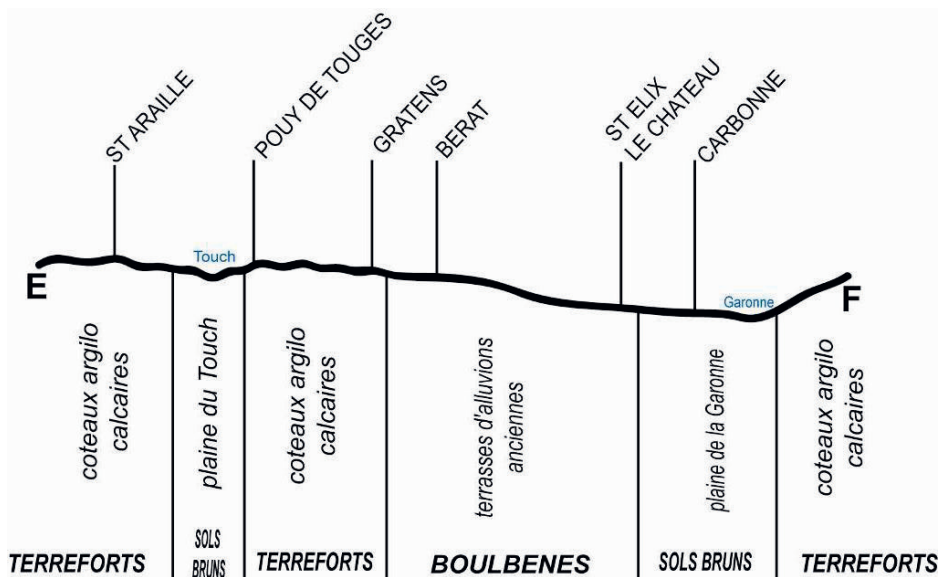 ST ARAILLE
POUY DE TOUGES
GRATENS
BERAT
ST ELIX
LE CHATEAU
CARBONNE
Touch
Garonne
E
F
coteaux argilo
calcaires
plaine du Touch
coteaux argilo
calcaires
terrasses d'alluvions
anciennes
plaine de la Garonne
coteaux argilo
calcaires
TERREFORTS
SOLS
BRUNS
TERREFORTS
BOULBENES
SOLS BRUNS
TERREFORTS